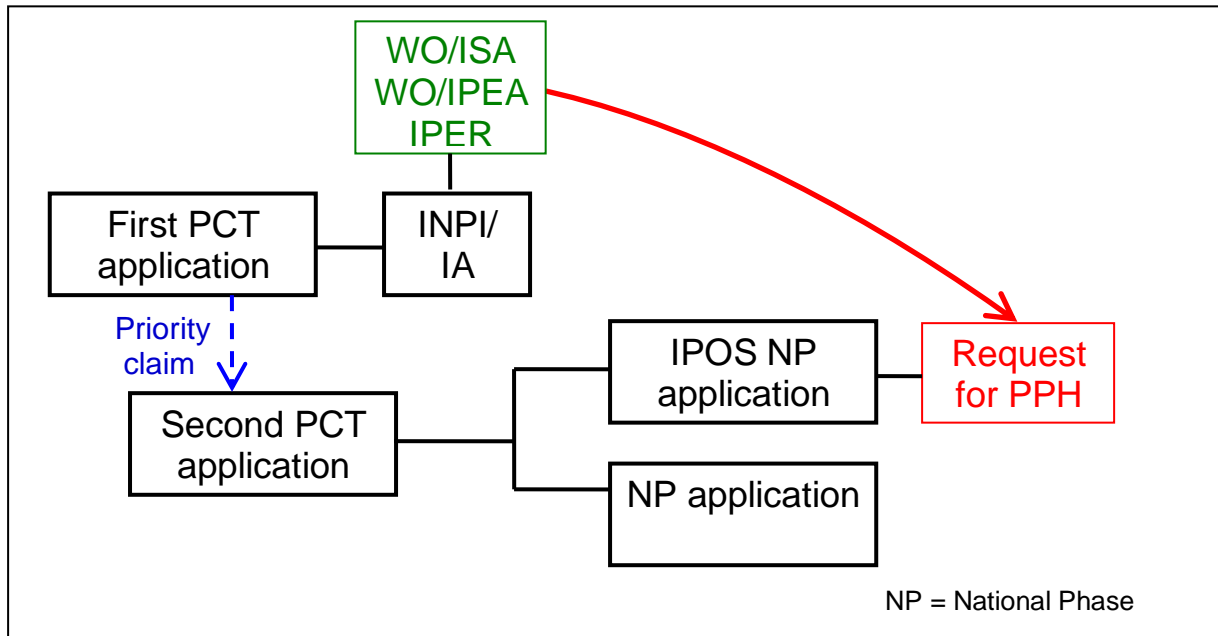 WO/ISA
WO/IPEA
IPER
First PCT
application
INPI/
IA
Priority
claim
Second PCT
application
IPOS NP
application
Request
for PPH
NP application
NP = National Phase